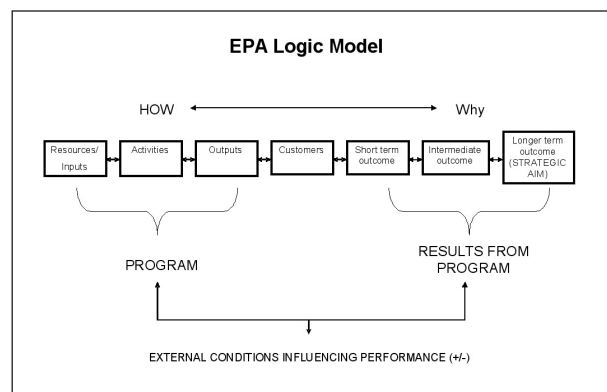 EPA Logic Model
HOW
Why
Resources/
Inputs
Activities
Outputs
Customers
Short term
outcome
Intermediate
outcome
Longer term
outcome
(STRATEGIC
AIM)
PROGRAM
RESULTS FROM
PROGRAM
EXTERNAL CONDITIONS INFLUENCING PERFORMANCE (+/-)